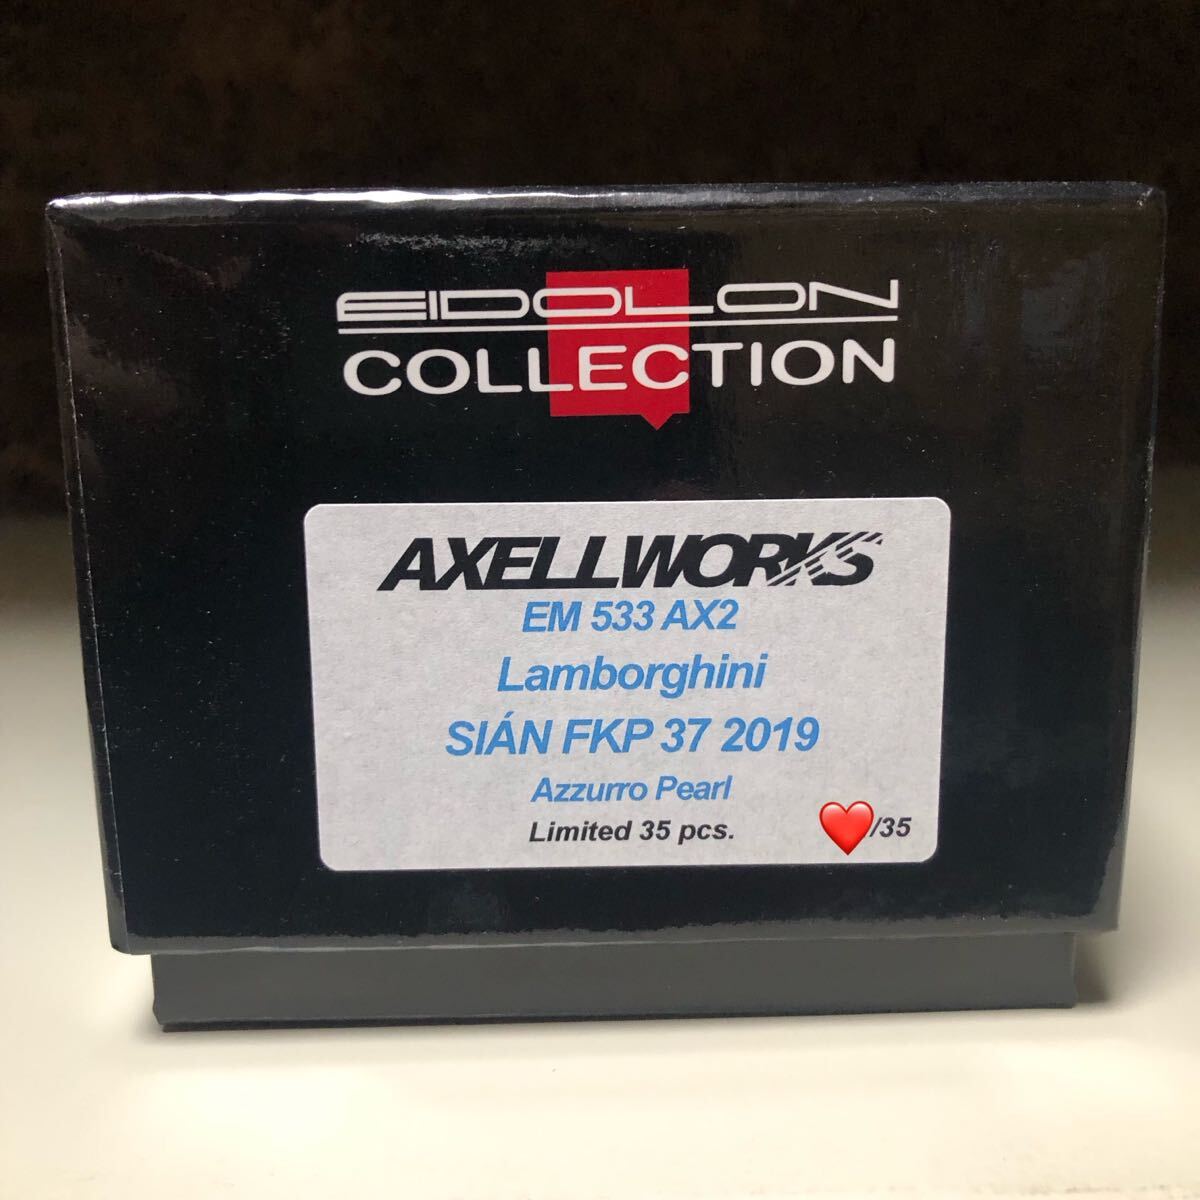 EIDOLON
COLLECTION
AXELLWORKS
EM 533 AX2
Lamborghini
SIÁN FKP 37 2019
Azzurro Pearl
Limited 35 pcs.
/35